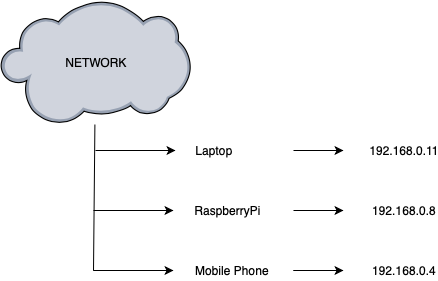 NETWORK
Laptop 192.168.0.11
RaspberryPi 192.168.0.8
Mobile Phone 192.168.0.4